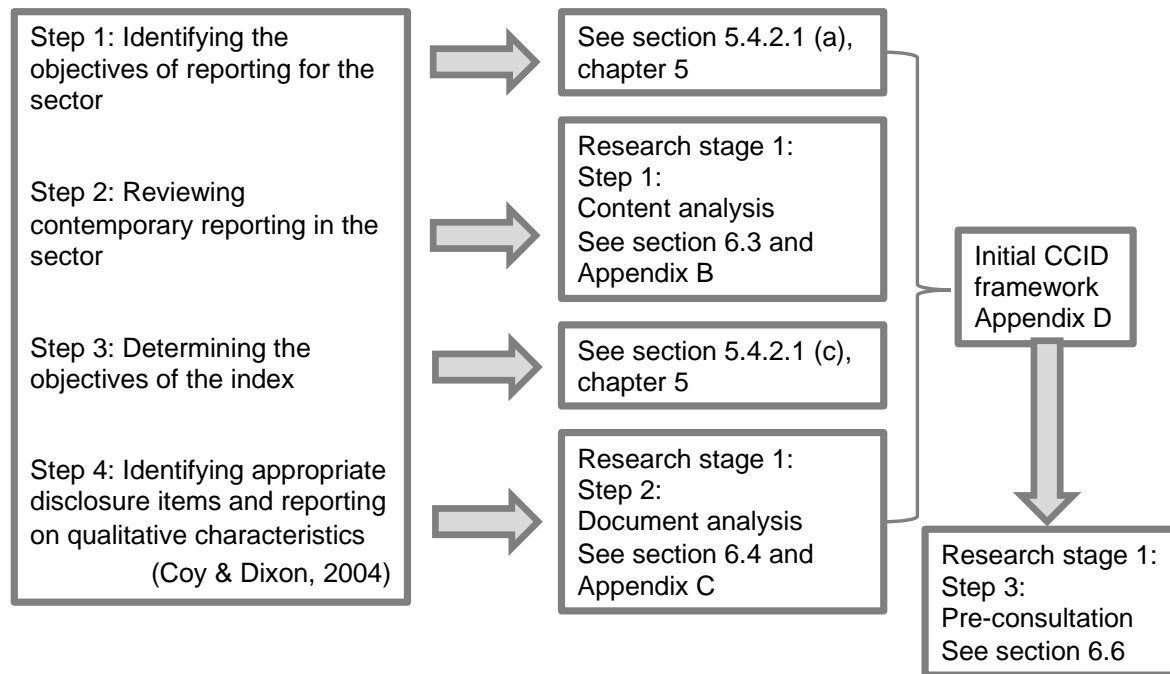 Step 1: Identifying the
objectives of reporting for the
sector
Step 2: Reviewing
contemporary reporting in the
sector
Step 3: Determining the
objectives of the index
Step 4: Identifying appropriate
disclosure items and reporting
on qualitative characteristics
(Coy & Dixon, 2004)
See section 5.4.2.1 (a),
chapter 5
Research stage 1:
Step 1:
Content analysis
See section 6.3 and
Appendix B
See section 5.4.2.1 (c),
chapter 5
Research stage 1:
Step 2:
Document analysis
See section 6.4 and
Appendix C
Initial CCID
framework
Appendix D
Research stage 1:
Step 3:
Pre-consultation
See section 6.6